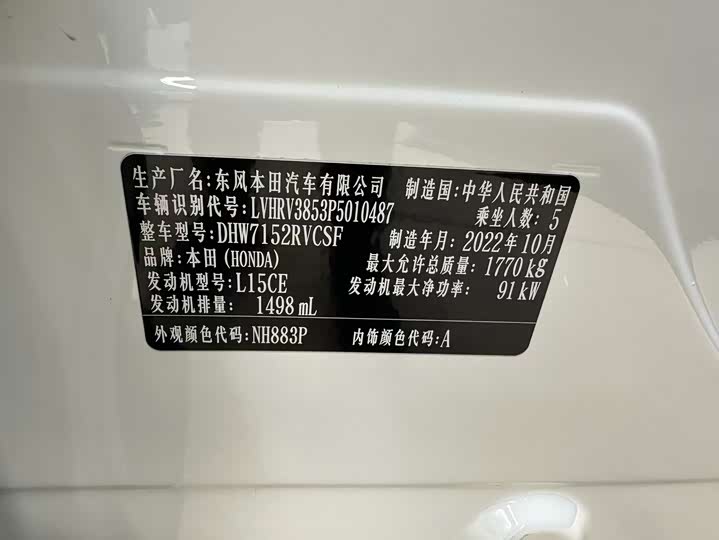 生产厂名:东风本田汽车有限公司 制造国:中华人民共和国
车辆识别代号:LVHRV3853P5010487 乘坐人数:5
整车型号:DHW7152RVCSF 制造年月:2022年10月
品牌:本田(HONDA) 最大允许总质量:1770kg
发动机型号:L15CE 发动机最大净功率: 91kW
发动机排量: 1498mL
外观颜色代码:NH883P 内饰颜色代码:A